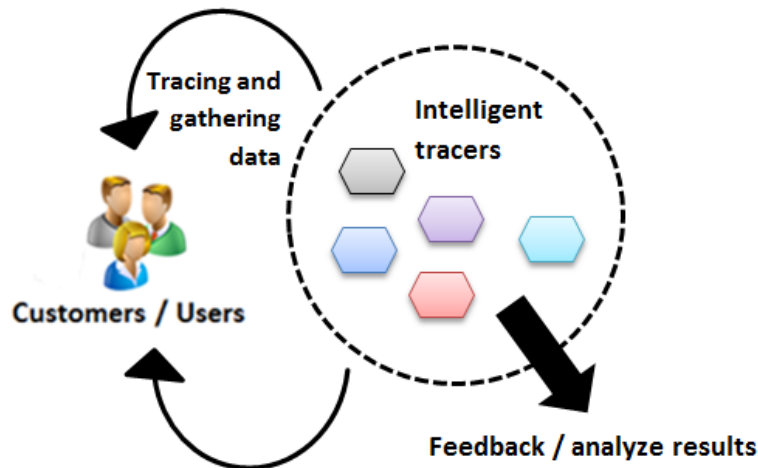 Tracing and
gathering
data
Intelligent
tracers
Customers / Users
Feedback / analyze results